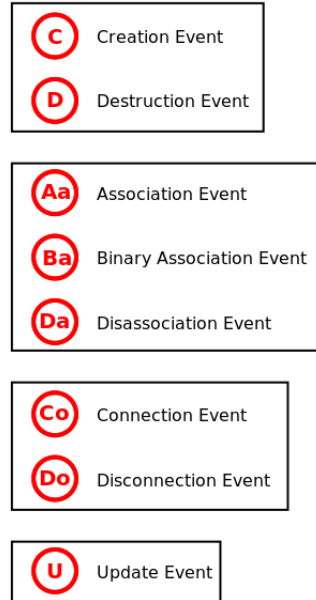 C Creation Event
D Destruction Event
Aa Association Event
Ba Binary Association Event
Da Disassociation Event
Co Connection Event
Do Disconnection Event
U Update Event